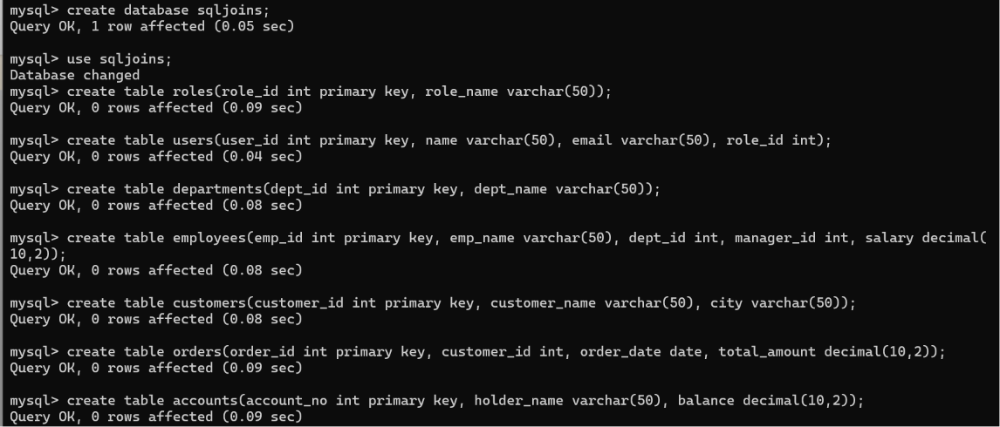 mysql> create database sqljoins;
Query OK, 1 row affected (0.05 sec)
mysql> use sqljoins;
Database changed
mysql> create table roles(role_id int primary key, role_name varchar(50));
Query OK, 0 rows affected (0.09 sec)
mysql> create table users(user_id int primary key, name varchar(50), email varchar(50), role_id int);
Query OK, 0 rows affected (0.04 sec)
mysql> create table departments(dept_id int primary key, dept_name varchar(50));
Query OK, 0 rows affected (0.08 sec)
mysql> create table employees(emp_id int primary key, emp_name varchar(50), dept_id int, manager_id int, salary decimal(
10,2));
Query OK, 0 rows affected (0.08 sec)
mysql> create table customers(customer_id int primary key, customer_name varchar(50), city varchar(50));
Query OK, 0 rows affected (0.08 sec)
mysql> create table orders(order_id int primary key, customer_id int, order_date date, total_amount decimal(10,2));
Query OK, 0 rows affected (0.09 sec)
mysql> create table accounts(account_no int primary key, holder_name varchar(50), balance decimal(10,2));
Query OK, 0 rows affected (0.09 sec)